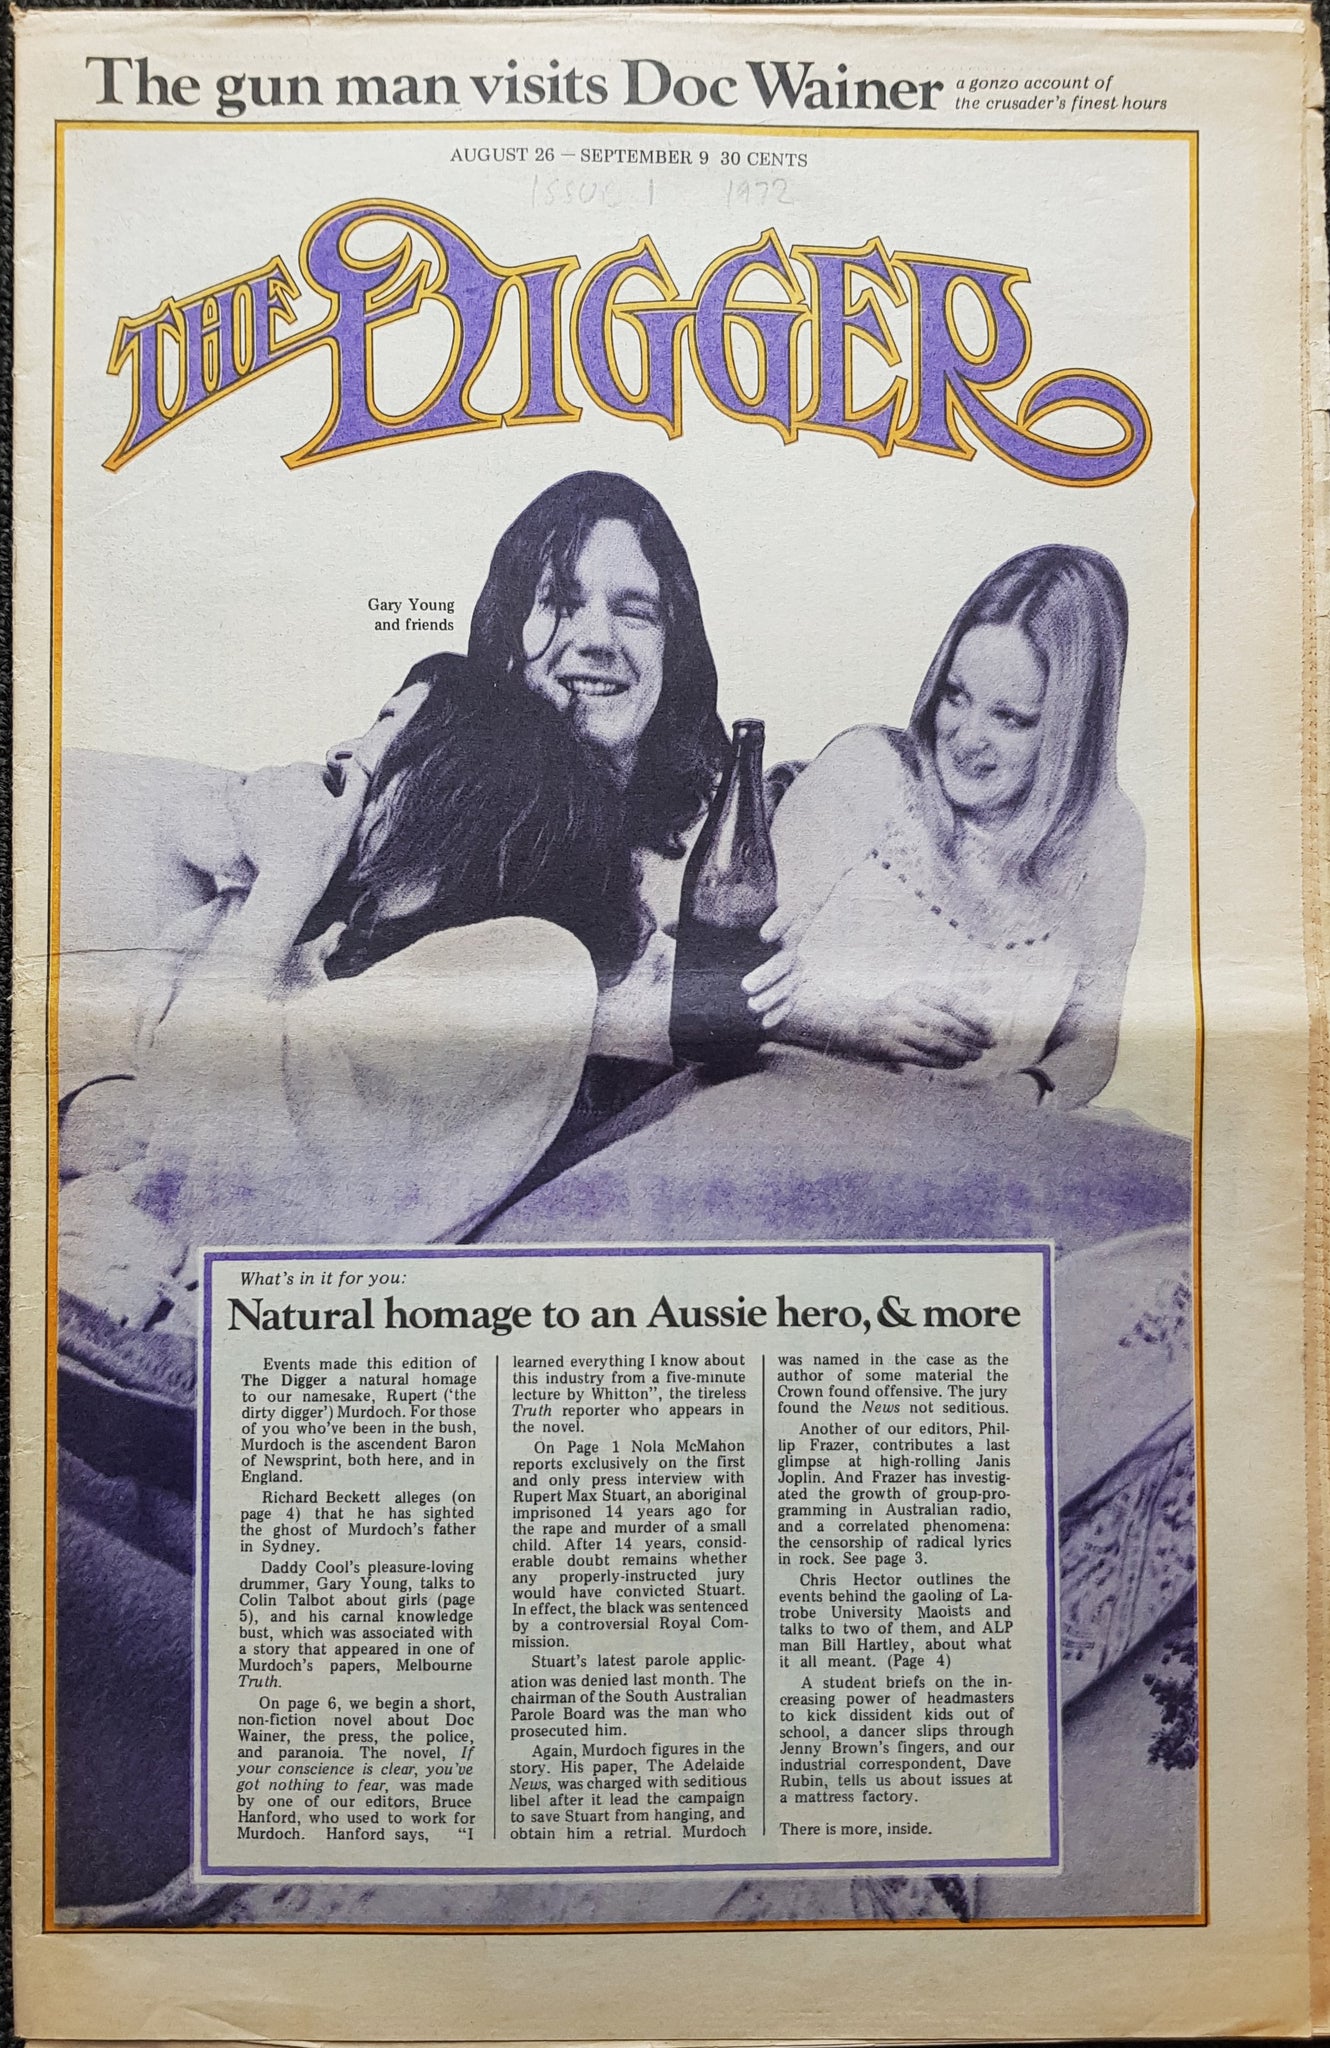 The gun man visits Doc Wainer
a gonzo account of
the crusader's finest hours
AUGUST 26 — SEPTEMBER 9 30 CENTS
ISSUE 1 1972
THE DIGGER
Gary Young
and friends
What's in it for you:
Natural homage to an Aussie hero, & more
Events made this edition of
The Digger a natural homage
to our namesake, Rupert ('the
dirty digger') Murdoch. For those
of you who've been in the bush,
Murdoch is the ascendent Baron
of Newsprint, both here, and in
England.
Richard Beckett alleges (on
page 4) that he has sighted
the ghost of Murdoch's father
in Sydney.
Daddy Cool's pleasure-loving
drummer, Gary Young, talks to
Colin Talbot about girls (page
5), and his carnal knowledge
bust, which was associated with
a story that appeared in one of
Murdoch's papers, Melbourne
Truth.
On page 6, we begin a short,
non-fiction novel about Doc
Wainer, the press, the police,
and paranoia. The novel, If
your conscience is clear, you've
got nothing to fear, was made
by one of our editors, Bruce
Hanford, who used to work for
Murdoch. Hanford says, "I
learned everything I know about
this industry from a five-minute
lecture by Whitton", the tireless
Truth reporter who appears in
the novel.
On Page 1 Nola McMahon
reports exclusively on the first
and only press interview with
Rupert Max Stuart, an aboriginal
imprisoned 14 years ago for
the rape and murder of a small
child. After 14 years, consid-
erable doubt remains whether
any properly-instructed jury
would have convicted Stuart.
In effect, the black was sentenced
by a controversial Royal Com-
mission.
Stuart's latest parole applic-
ation was denied last month. The
chairman of the South Australian
Parole Board was the man who
prosecuted him.
Again, Murdoch figures in the
story. His paper, The Adelaide
News, was charged with seditious
libel after it lead the campaign
to save Stuart from hanging, and
obtain him a retrial. Murdoch
was named in the case as the
author of some material the
Crown found offensive. The jury
found the News not seditious.
Another of our editors, Phil-
lip Frazer, contributes a last
glimpse at high-rolling Janis
Joplin. And Frazer has investig-
ated the growth of group-pro-
gramming in Australian radio,
and a correlated phenomena:
the censorship of radical lyrics
in rock. See page 3.
Chris Hector outlines the
events behind the gaoling of La-
trobe University Maoists and
talks to two of them, and ALP
man Bill Hartley, about what
it all meant. (Page 4)
A student briefs on the in-
creasing power of headmasters
to kick dissident kids out of
school, a dancer slips through
Jenny Brown's fingers, and our
industrial correspondent, Dave
Rubin, tells us about issues at
a mattress factory.
There is more, inside.